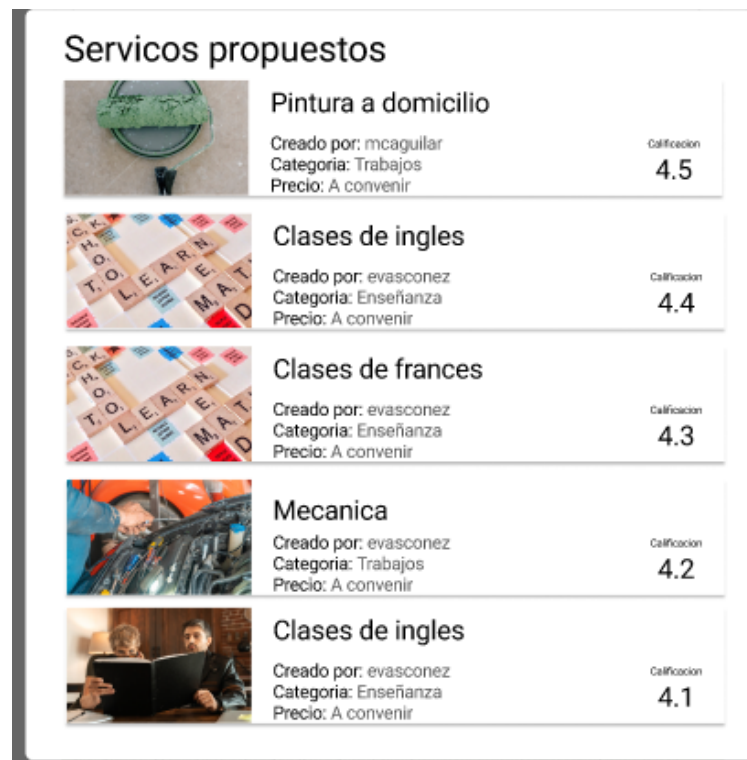 Servicos propuestos
Pintura a domicilio
Creado por: mcaguilar
Categoria: Trabajos
Precio: A convenir
Calificacion
4.5
Clases de ingles
Creado por: evasconez
Categoria: Enseñanza
Precio: A convenir
Calificacion
4.4
Clases de frances
Creado por: evasconez
Categoria: Enseñanza
Precio: A convenir
Calificacion
4.3
Mecanica
Creado por: evasconez
Categoria: Trabajos
Precio: A convenir
Calificacion
4.2
Clases de ingles
Creado por: evasconez
Categoria: Enseñanza
Precio: A convenir
Calificacion
4.1